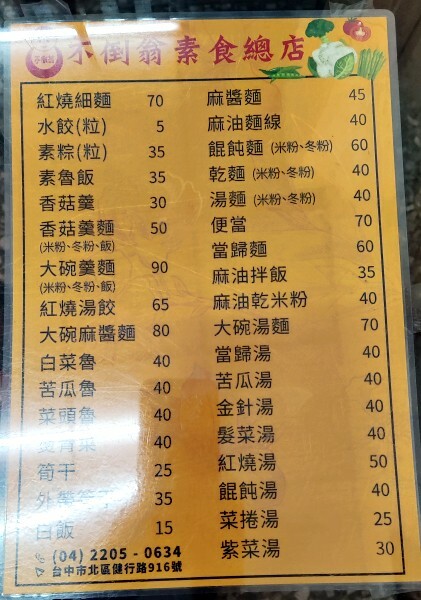 不倒翁素食總店
紅燒細麵 70
水餃(粒) 5
素粽(粒) 35
素魯飯 35
香菇羹 30
香菇羹麵 50
(米粉、冬粉、飯)
大碗羹麵 90
(米粉、冬粉、飯)
紅燒湯餃 65
大碗麻醬麵 80
白菜魯 40
苦瓜魯 40
菜頭魯 40
燙青菜 40
筍干 25
外帶筍干 35
白飯 15
(04) 2205 - 0634
台中市北區健行路916號
麻醬麵 45
麻油麵線 40
餛飩麵 (米粉、冬粉) 60
乾麵 (米粉、冬粉) 40
湯麵 (米粉、冬粉) 40
便當 70
當歸麵 60
麻油拌飯 35
麻油乾米粉 40
大碗湯麵 70
當歸湯 40
苦瓜湯 40
金針湯 40
髮菜湯 40
紅燒湯 50
餛飩湯 40
菜捲湯 25
紫菜湯 30